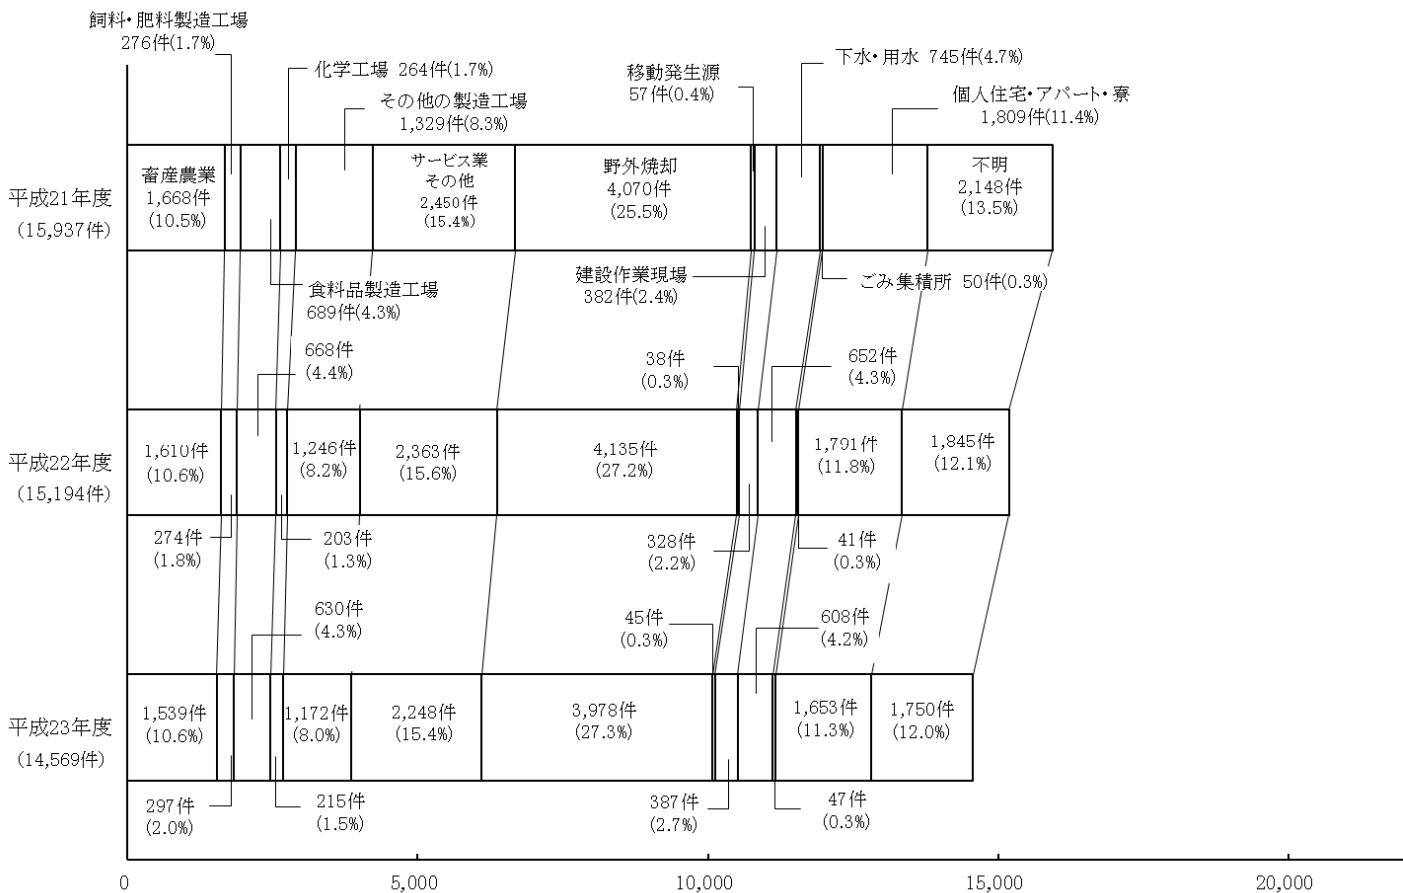 飼料・肥料製造工場
276件(1.7%)
化学工場 264件(1.7%)
その他の製造工場
1,329件(8.3%)
移動発生源
57件(0.4%)
下水・用水 745件(4.7%)
個人住宅・アパート・寮
1,809件(11.4%)
平成21年度
(15,937件)
畜産農業
1,668件
(10.5%)
サービス業
その他
2,450件
(15.4%)
野外焼却
4,070件
(25.5%)
不明
2,148件
(13.5%)
食料品製造工場
689件(4.3%)
建設作業現場
382件(2.4%)
ごみ集積所 50件(0.3%)
668件
(4.4%)
38件
(0.3%)
652件
(4.3%)
平成22年度
(15,194件)
1,610件
(10.6%)
1,246件
(8.2%)
2,363件
(15.6%)
4,135件
(27.2%)
1,791件
(11.8%)
1,845件
(12.1%)
274件
(1.8%)
203件
(1.3%)
328件
(2.2%)
41件
(0.3%)
630件
(4.3%)
45件
(0.3%)
608件
(4.2%)
平成23年度
(14,569件)
1,539件
(10.6%)
1,172件
(8.0%)
2,248件
(15.4%)
3,978件
(27.3%)
1,653件
(11.3%)
1,750件
(12.0%)
297件
(2.0%)
215件
(1.5%)
387件
(2.7%)
47件
(0.3%)
0 5,000 10,000 15,000 20,000